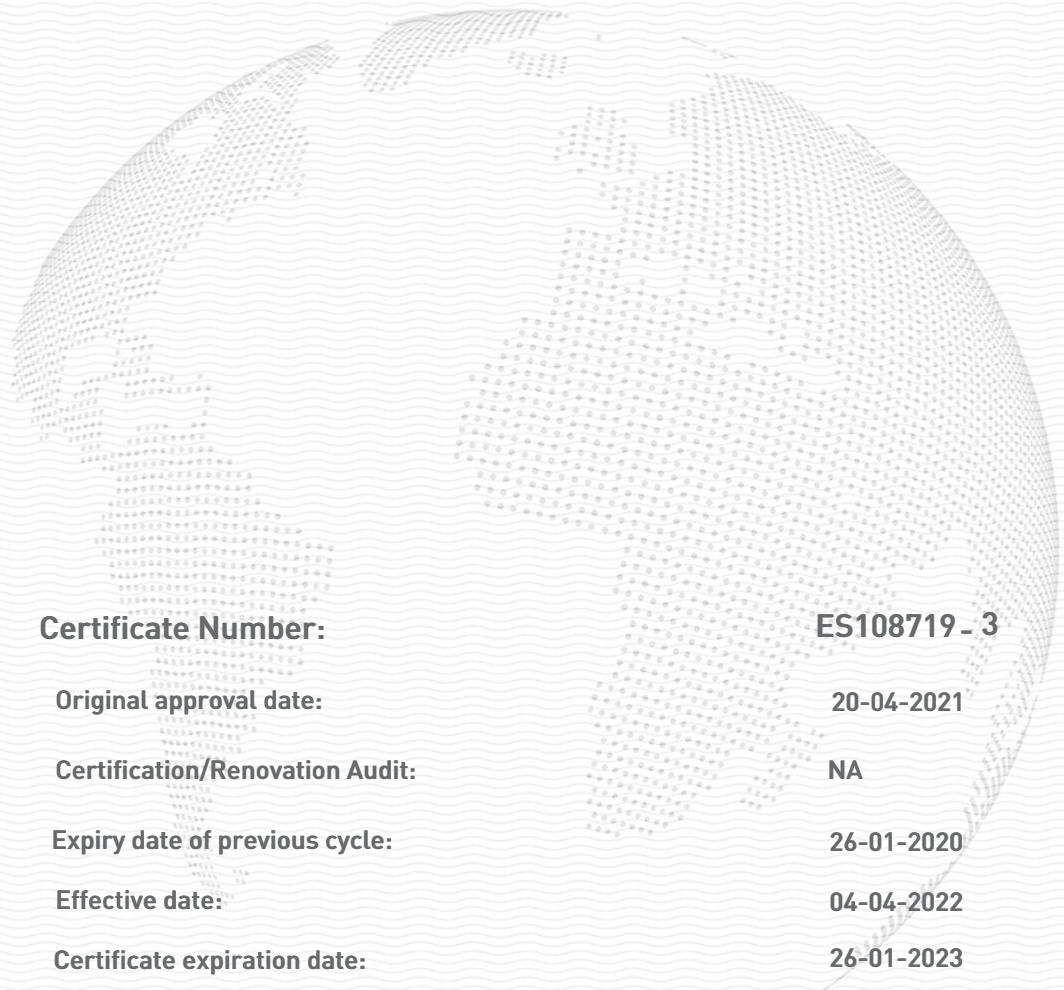 Certificate Number: ES108719 - 3
Original approval date: 20-04-2021
Certification/Renovation Audit: NA
Expiry date of previous cycle: 26-01-2020
Effective date: 04-04-2022
Certificate expiration date: 26-01-2023